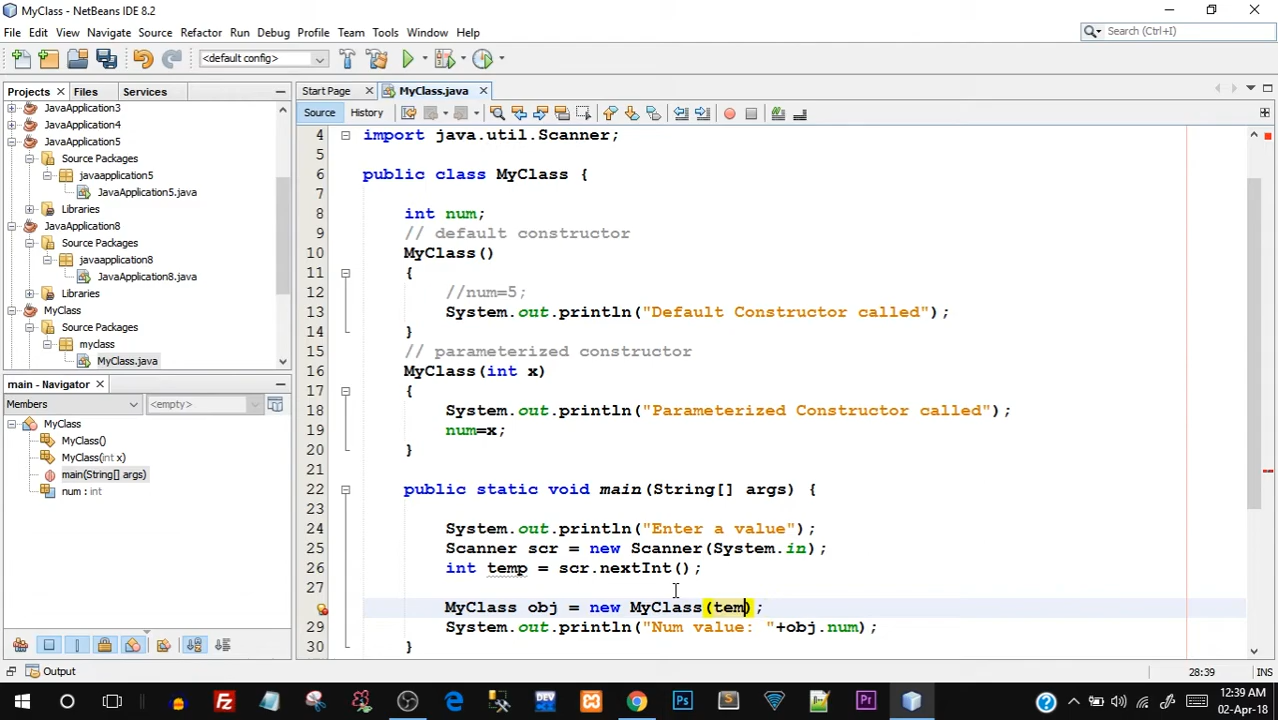 MyClass - NetBeans IDE 8.2
File Edit View Navigate Source Refactor Run Debug Profile Team Tools Window Help
Search (Ctrl+I)
<default config>
Projects Files Services
JavaApplication3
JavaApplication4
JavaApplication5
Source Packages
javaapplication5
JavaApplication5.java
Libraries
JavaApplication8
Source Packages
javaapplication8
JavaApplication8.java
Libraries
MyClass
Source Packages
myclass
MyClass.java
main - Navigator
Members <empty>
MyClass
MyClass()
MyClass(int x)
main(String[] args)
num : int
Start Page MyClass.java
Source History
4 import java.util.Scanner;
5
6 public class MyClass {
7
8 int num;
9 // default constructor
10 MyClass()
11 {
12 //num=5;
13 System.out.println("Default Constructor called");
14 }
15 // parameterized constructor
16 MyClass(int x)
17 {
18 System.out.println("Parameterized Constructor called");
19 num=x;
20 }
21
22 public static void main(String[] args) {
23
24 System.out.println("Enter a value");
25 Scanner scr = new Scanner(System.in);
26 int temp = scr.nextInt();
27
MyClass obj = new MyClass(tem);
29 System.out.println("Num value: "+obj.num);
30 }
Output
28:39 INS
12:39 AM
02-Apr-18